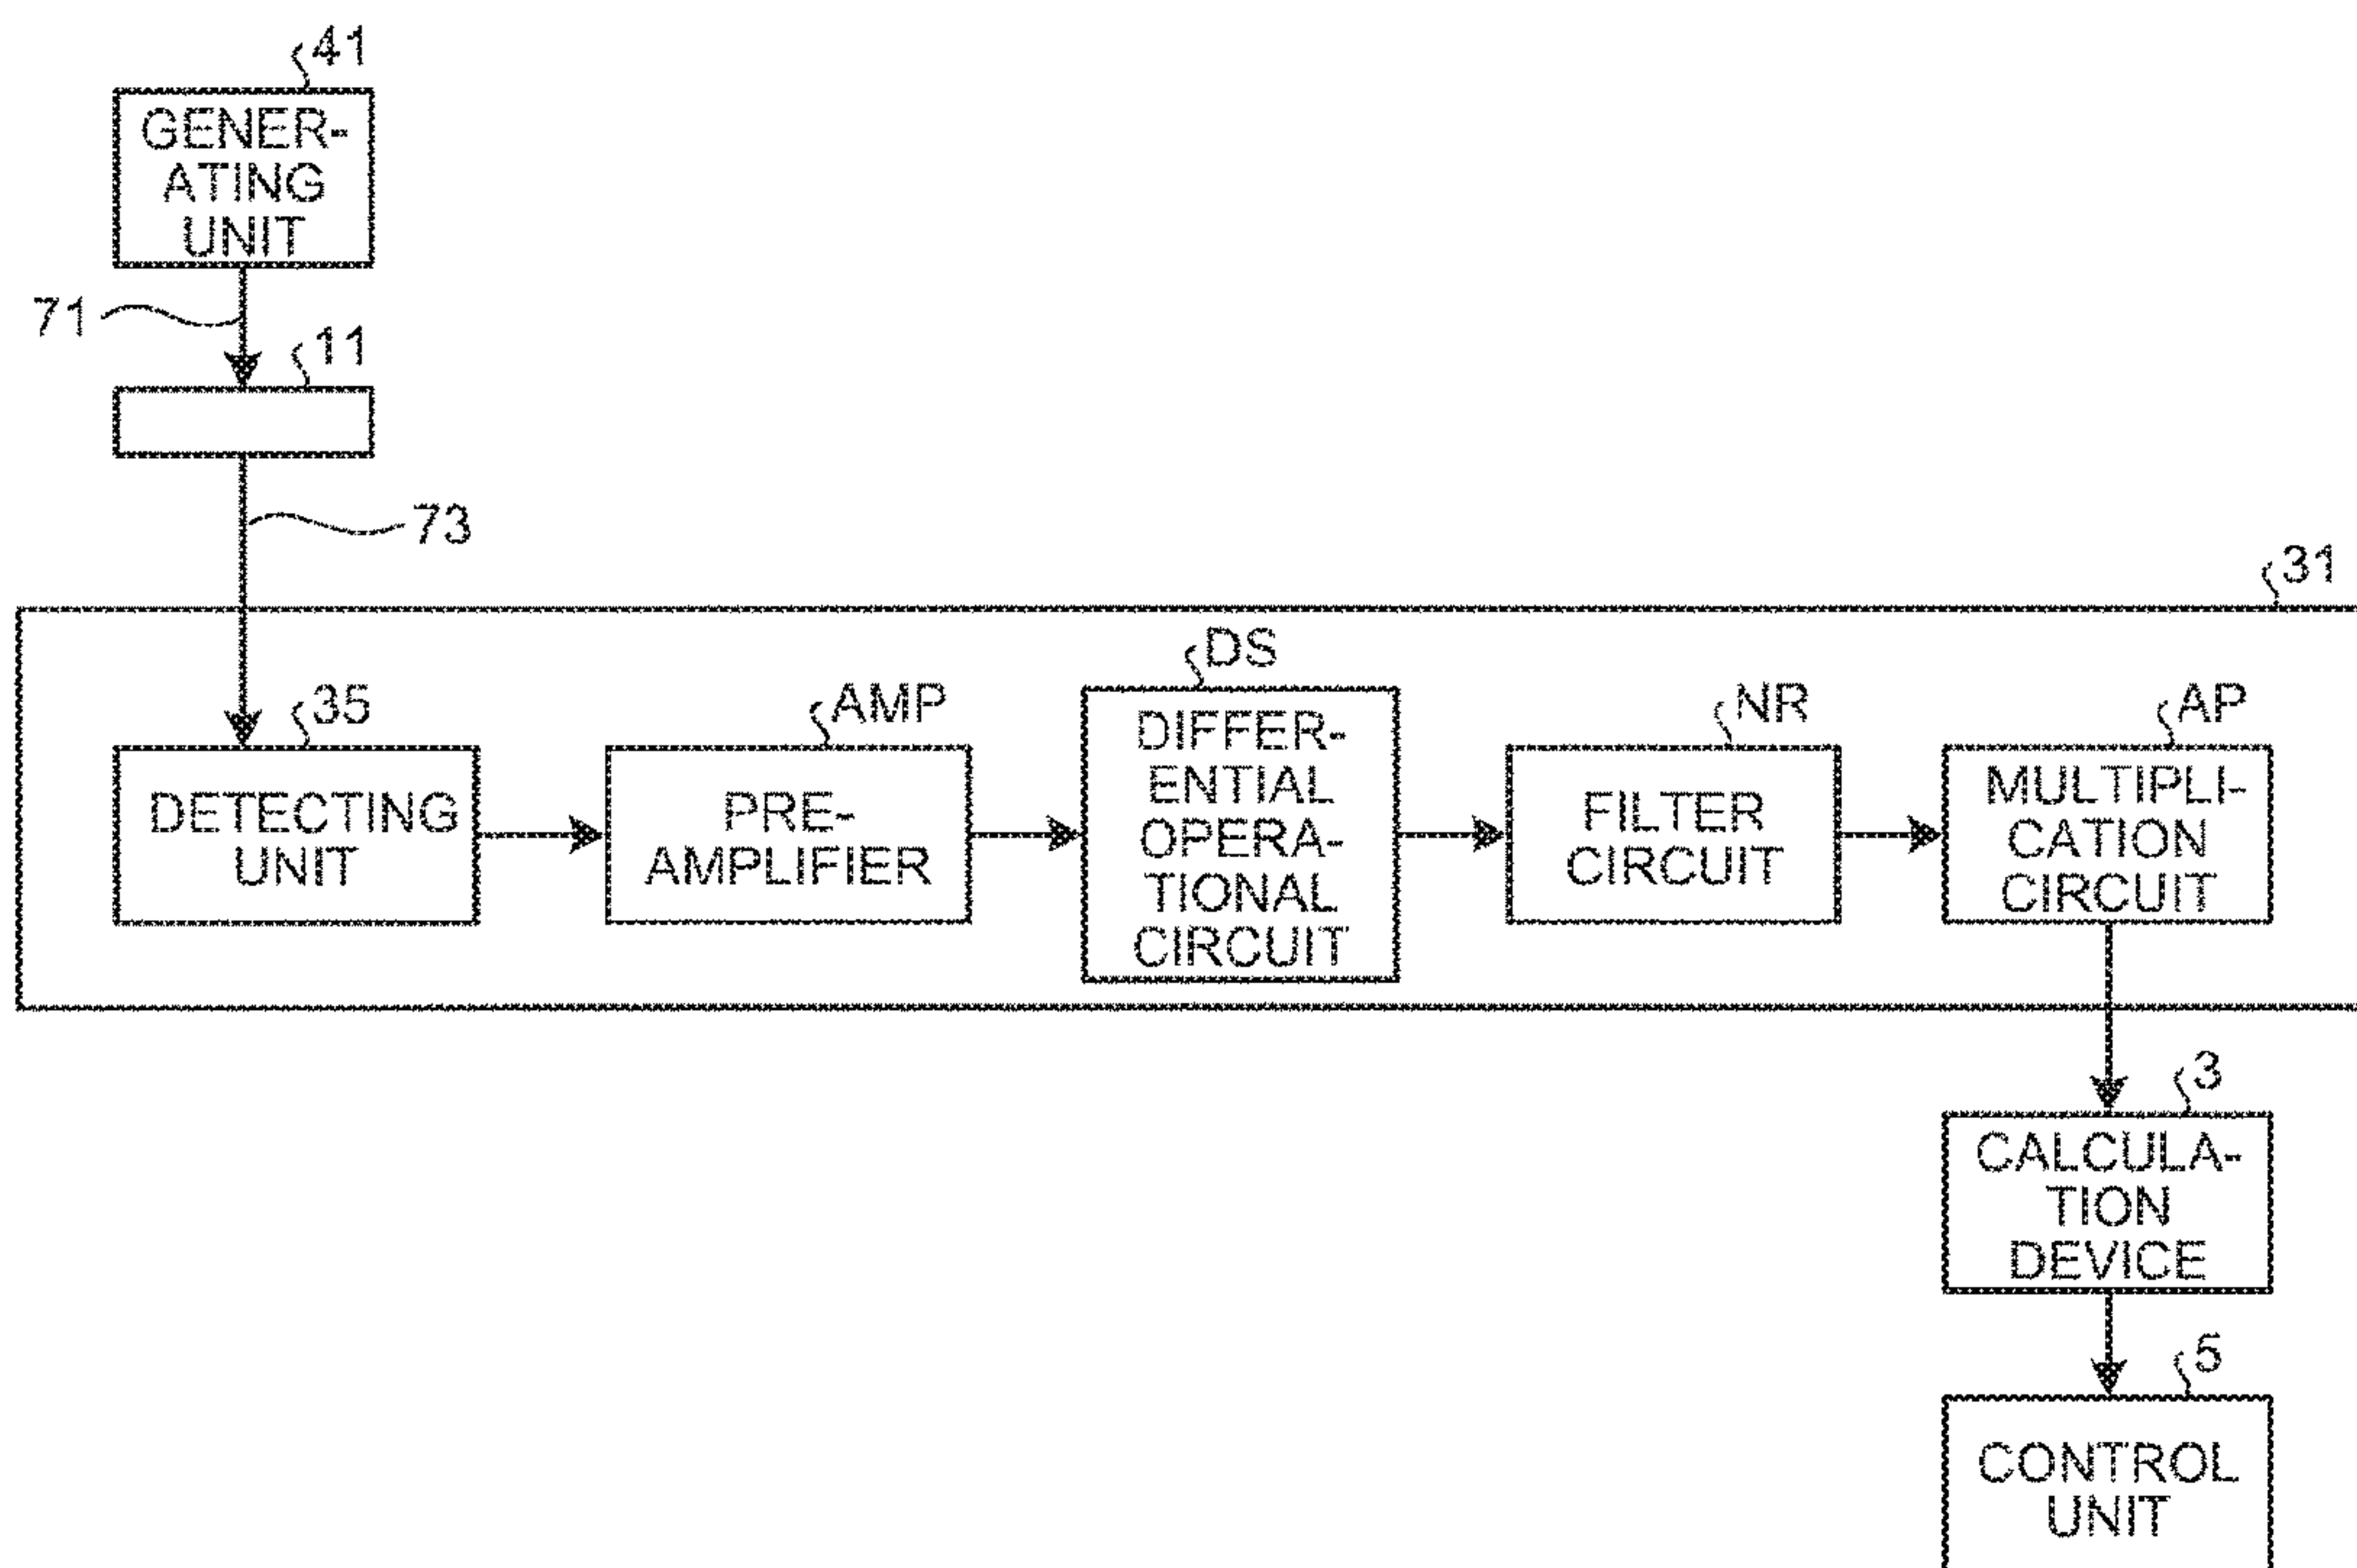 41
GENER-
ATING
UNIT
71
11
73
31
35
DETECTING
UNIT
AMP
PRE-
AMPLIFIER
DS
DIFFER-
ENTIAL
OPERA-
TIONAL
CIRCUIT
NR
FILTER
CIRCUIT
AP
MULTIPLI-
CATION
CIRCUIT
3
CALCULA-
TION
DEVICE
5
CONTROL
UNIT